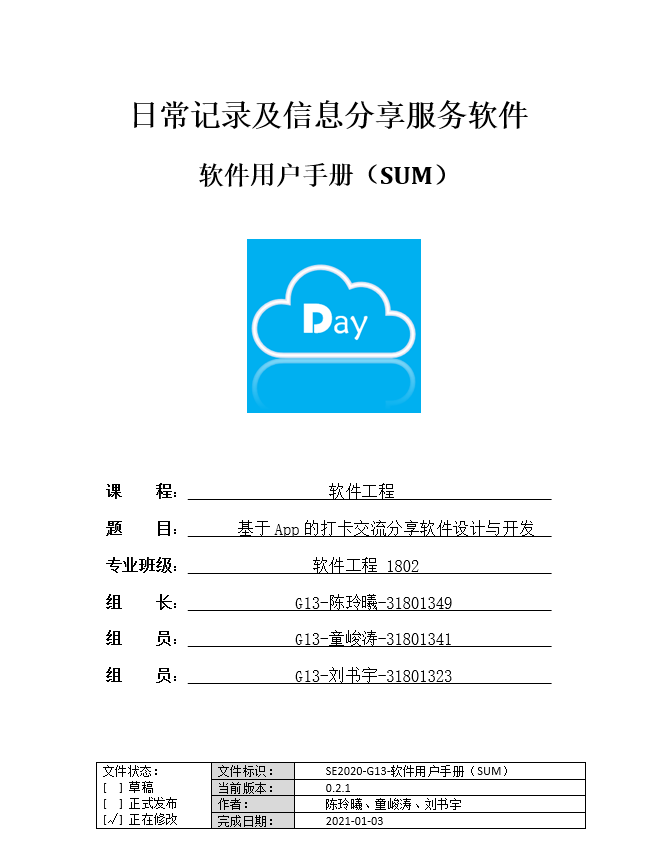 日常记录及信息分享服务软件
软件用户手册（SUM）
Day
课 程： 软件工程
题 目： 基于 App 的打卡交流分享软件设计与开发
专业班级： 软件工程 1802
组 长： G13-陈玲曦-31801349
组 员： G13-童峻涛-31801341
组 员： G13-刘书宇-31801323
文件状态： 文件标识： SE2020-G13-软件用户手册（SUM）
[ ] 草稿 当前版本： 0.2.1
[ ] 正式发布 作者： 陈玲曦、童峻涛、刘书宇
[√] 正在修改 完成日期： 2021-01-03